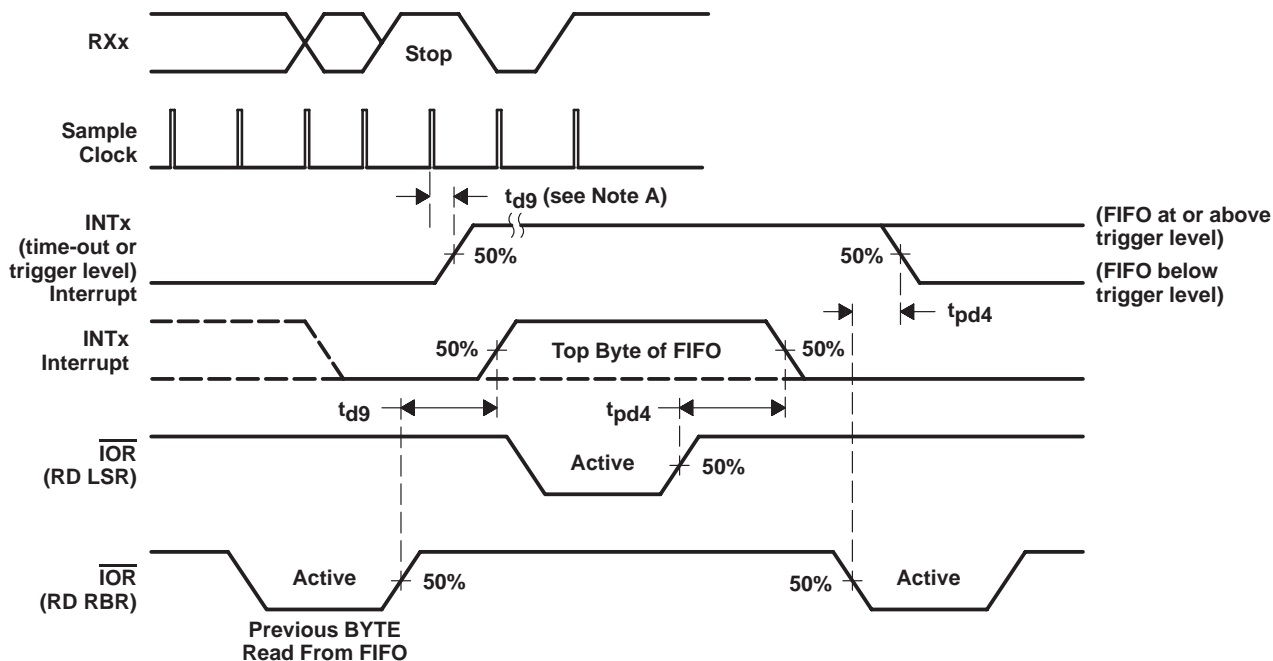 RXx
Stop
Sample
Clock
td9 (see Note A)
INTx
(time-out or
trigger level)
Interrupt
50%
50%
(FIFO at or above
trigger level)
(FIFO below
trigger level)
tpd4
INTx
Interrupt
50%
Top Byte of FIFO
50%
td9
tpd4
IOR
(RD LSR)
Active
50%
IOR
(RD RBR)
Active
50%
50%
Active
Previous BYTE
Read From FIFO